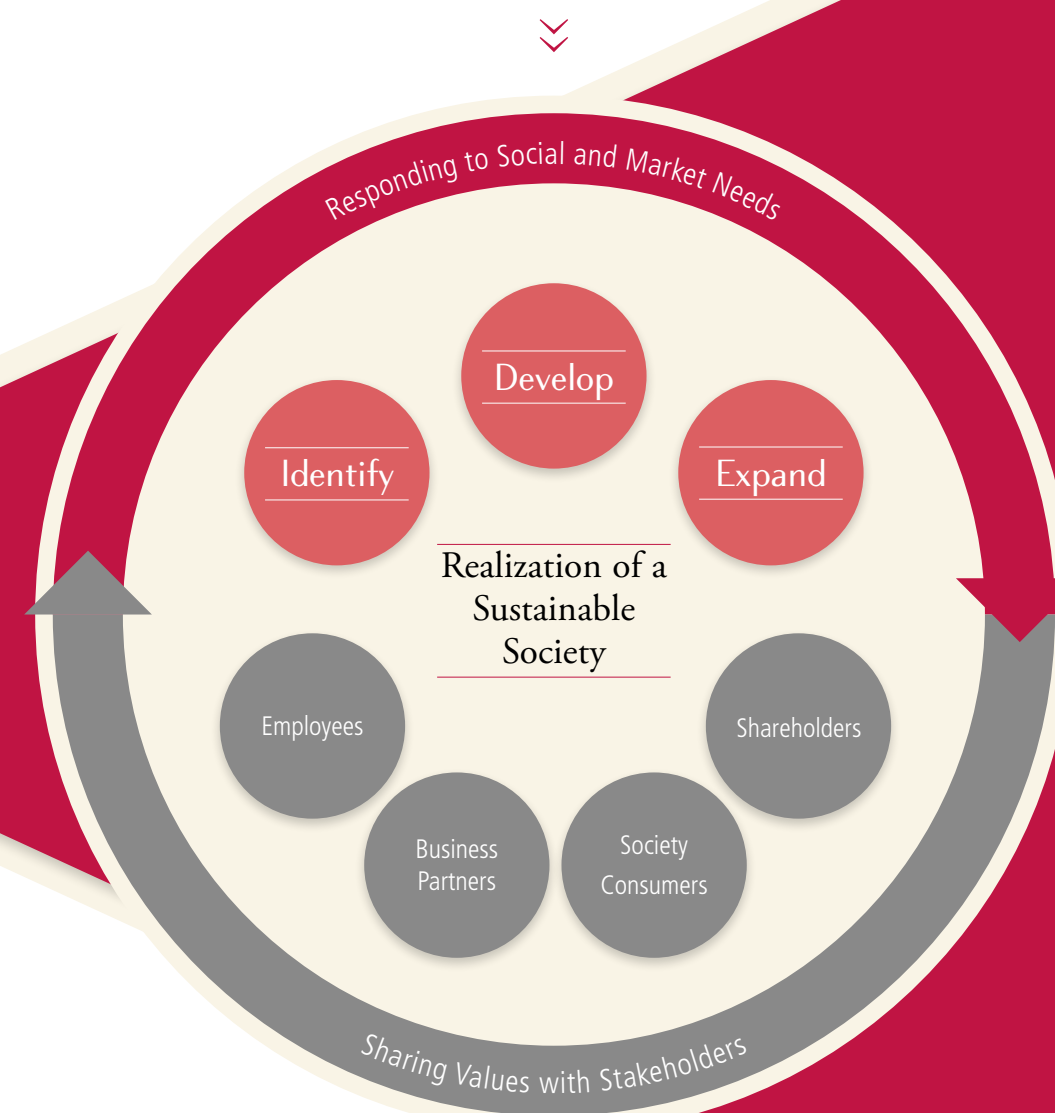 Responding to Social and Market Needs
Develop
Identify
Expand
Realization of a
Sustainable
Society
Employees
Shareholders
Business
Partners
Society
Consumers
Sharing Values with Stakeholders